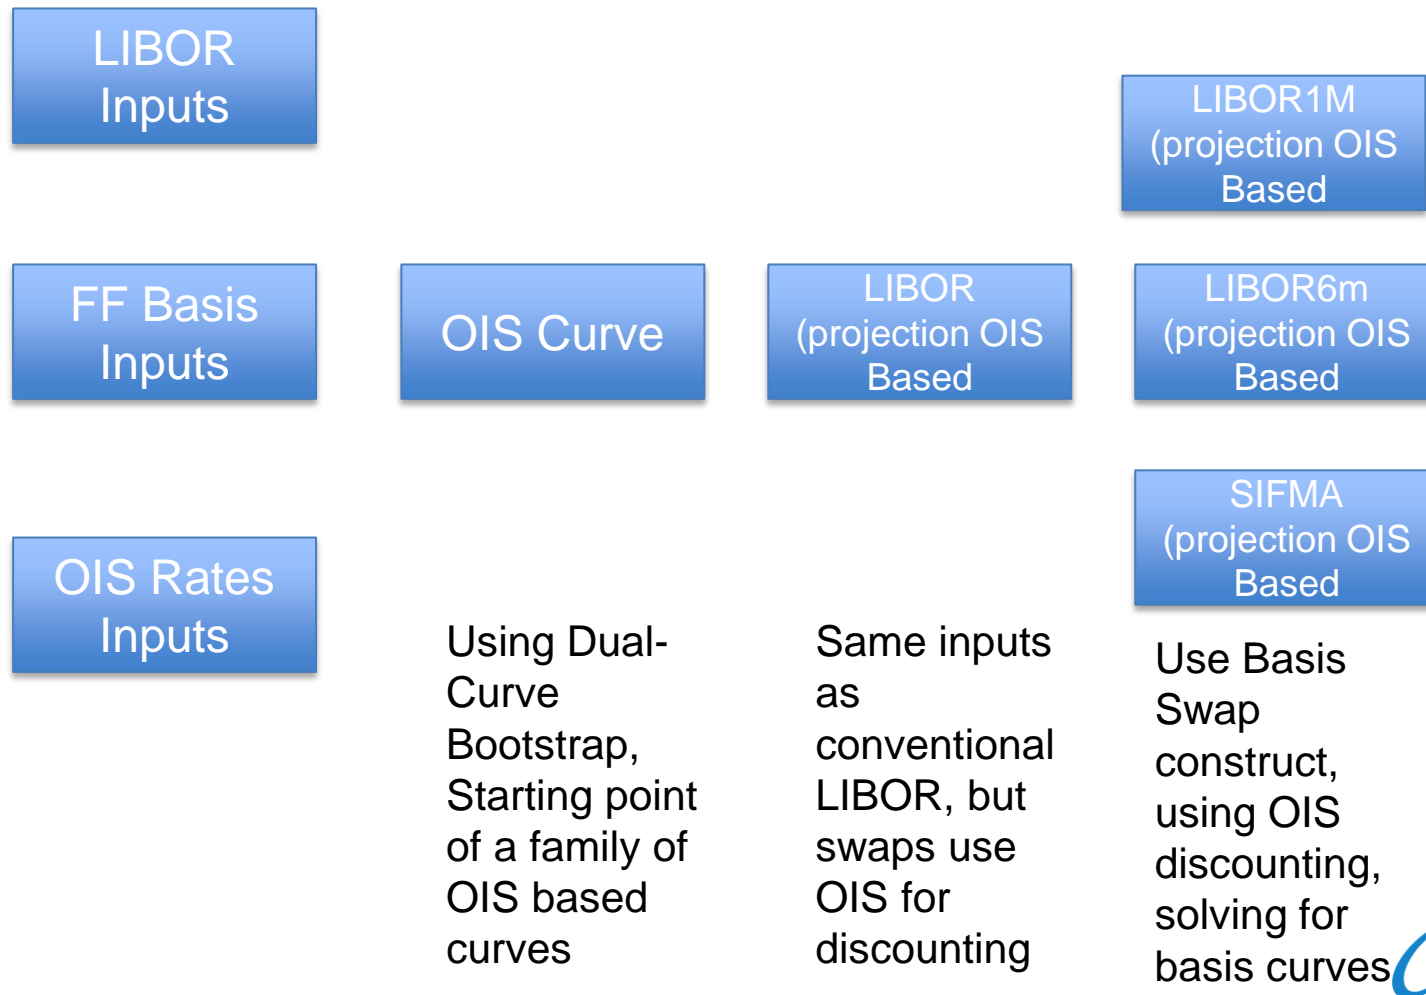 LIBOR
Inputs
LIBOR1M
(projection OIS
Based
FF Basis
Inputs
OIS Curve
LIBOR
(projection OIS
Based
LIBOR6m
(projection OIS
Based
SIFMA
(projection OIS
Based
OIS Rates
Inputs
Using Dual-
Curve
Bootstrap,
Starting point
of a family of
OIS based
curves
Same inputs
as
conventional
LIBOR, but
swaps use
OIS for
discounting
Use Basis
Swap
construct,
using OIS
discounting,
solving for
basis curves